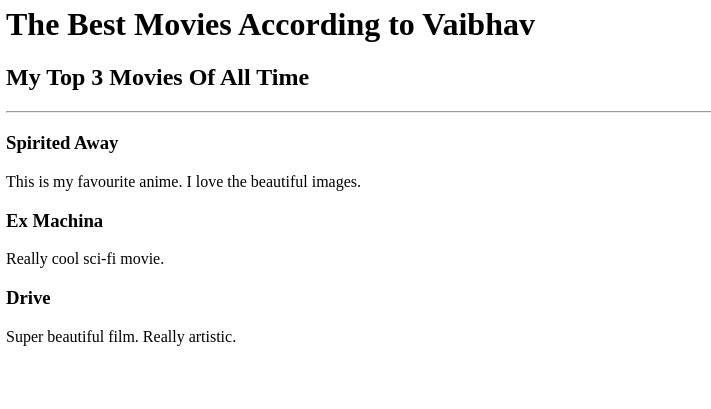 The Best Movies According to Vaibhav
My Top 3 Movies Of All Time
Spirited Away
This is my favourite anime. I love the beautiful images.
Ex Machina
Really cool sci-fi movie.
Drive
Super beautiful film. Really artistic.